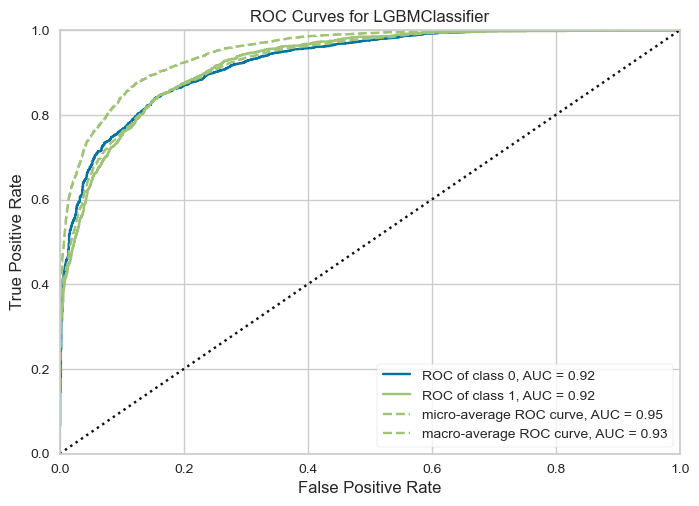 ROC Curves for LGBMClassifier
True Positive Rate
1.0
0.8
0.6
0.4
0.2
0.0
ROC of class 0, AUC = 0.92
ROC of class 1, AUC = 0.92
micro-average ROC curve, AUC = 0.95
macro-average ROC curve, AUC = 0.93
0.0 0.2 0.4 0.6 0.8 1.0
False Positive Rate